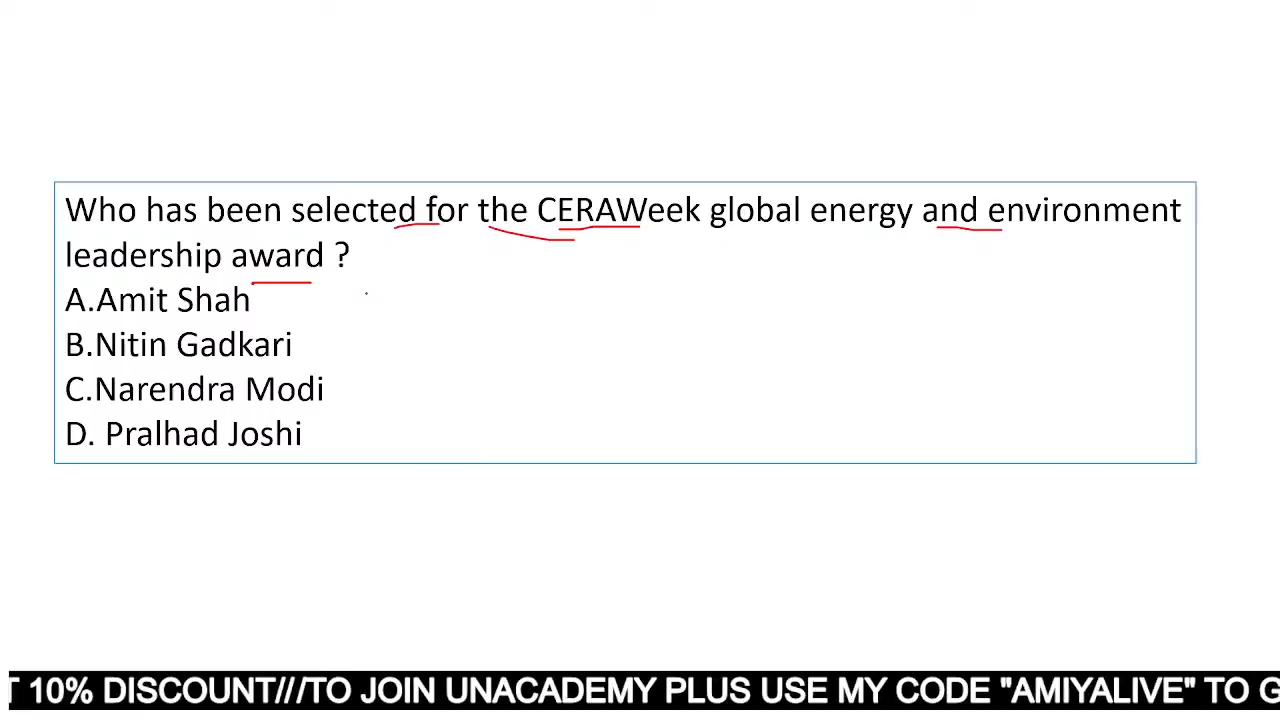 Who has been selected for the CERAWeek global energy and environment
leadership award ?
A.Amit Shah
B.Nitin Gadkari
C.Narendra Modi
D. Pralhad Joshi
10% DISCOUNT///TO JOIN UNACADEMY PLUS USE MY CODE "AMIYALIVE" TO